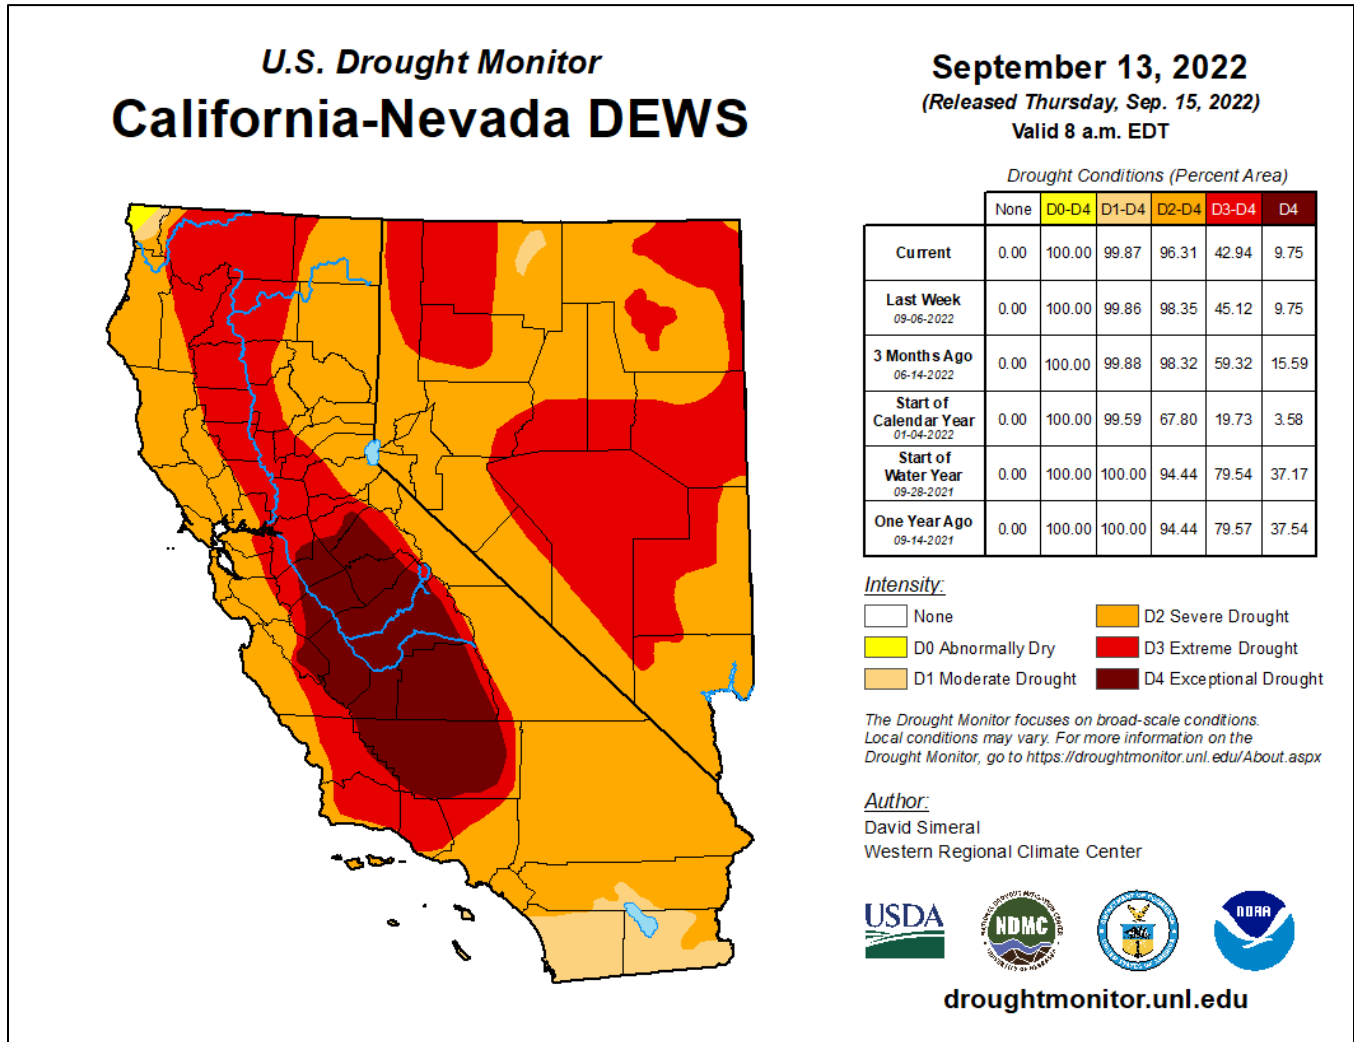 U.S. Drought Monitor
California-Nevada DEWS
September 13, 2022
(Released Thursday, Sep. 15, 2022)
Valid 8 a.m. EDT
Drought Conditions (Percent Area)
None D0-D4 D1-D4 D2-D4 D3-D4 D4
Current 0.00 100.00 99.87 96.31 42.94 9.75
Last Week
09-06-2022
0.00 100.00 99.86 98.35 45.12 9.75
3 Months Ago
06-14-2022
0.00 100.00 99.88 98.32 59.32 15.59
Start of
Calendar Year
01-04-2022
0.00 100.00 99.59 67.80 19.73 3.58
Start of
Water Year
09-28-2021
0.00 100.00 100.00 94.44 79.54 37.17
One Year Ago
09-14-2021
0.00 100.00 100.00 94.44 79.57 37.54
Intensity:
None
D2 Severe Drought
D0 Abnormally Dry
D3 Extreme Drought
D1 Moderate Drought
D4 Exceptional Drought
The Drought Monitor focuses on broad-scale conditions.
Local conditions may vary. For more information on the
Drought Monitor, go to https://droughtmonitor.unl.edu/About.aspx
Author:
David Simeral
Western Regional Climate Center
USDA
NDMC
NOAA
droughtmonitor.unl.edu